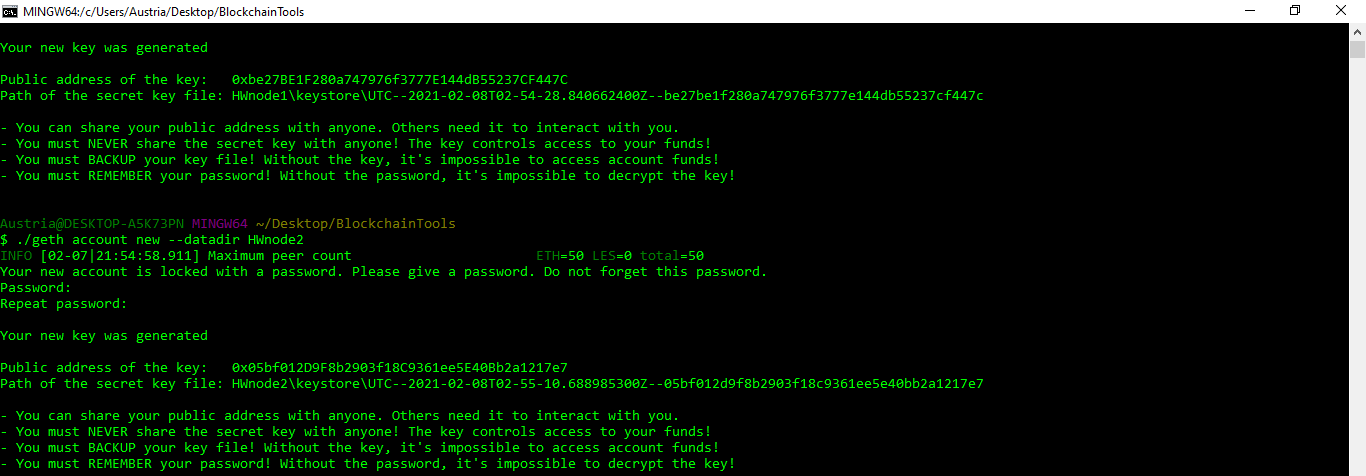 MINGW64:/c/Users/Austria/Desktop/BlockchainTools
Your new key was generated
Public address of the key:   0xbe27BE1F280a747976f3777E144dB55237CF447C
Path of the secret key file: HWnode1\keystore\UTC--2021-02-08T02-54-28.840662400Z--be27be1f280a747976f3777e144db55237cf447c
- You can share your public address with anyone. Others need it to interact with you.
- You must NEVER share the secret key with anyone! The key controls access to your funds!
- You must BACKUP your key file! Without the key, it's impossible to access account funds!
- You must REMEMBER your password! Without the password, it's impossible to decrypt the key!
Austria@DESKTOP-A5K73PN MINGW64 ~/Desktop/BlockchainTools
$ ./geth account new --datadir HWnode2
INFO [02-07|21:54:58.911] Maximum peer count                       ETH=50 LES=0 total=50
Your new account is locked with a password. Please give a password. Do not forget this password.
Password:
Repeat password:
Your new key was generated
Public address of the key:   0x05bf012D9F8b2903f18C9361ee5E40Bb2a1217e7
Path of the secret key file: HWnode2\keystore\UTC--2021-02-08T02-55-10.688985300Z--05bf012d9f8b2903f18c9361ee5e40bb2a1217e7
- You can share your public address with anyone. Others need it to interact with you.
- You must NEVER share the secret key with anyone! The key controls access to your funds!
- You must BACKUP your key file! Without the key, it's impossible to access account funds!
- You must REMEMBER your password! Without the password, it's impossible to decrypt the key!